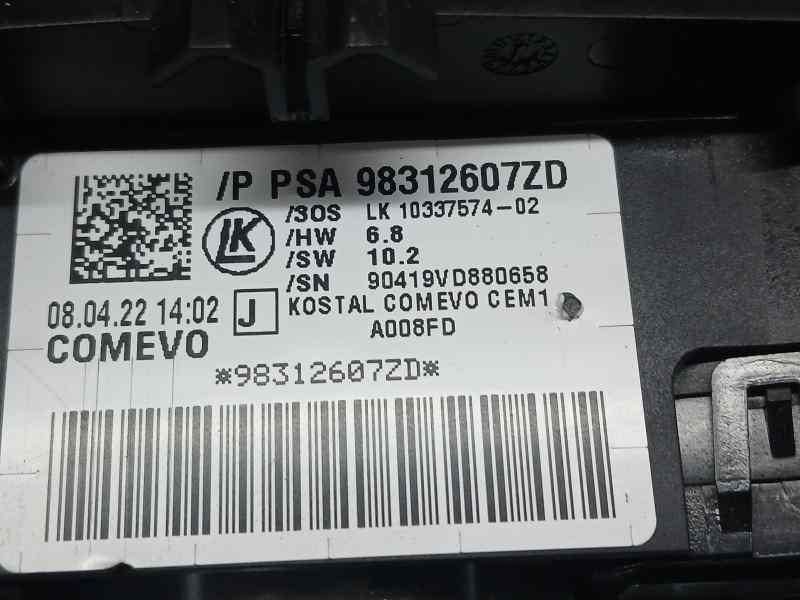 /P PSA 98312607ZD
/3OS LK 10337574-02
LK
/HW 6.8
/SW 10.2
/SN 90419VD880658
08.04.22 14:02 J KOSTAL COMEVO CEM1
A008FD
COMEVO
*98312607ZD*